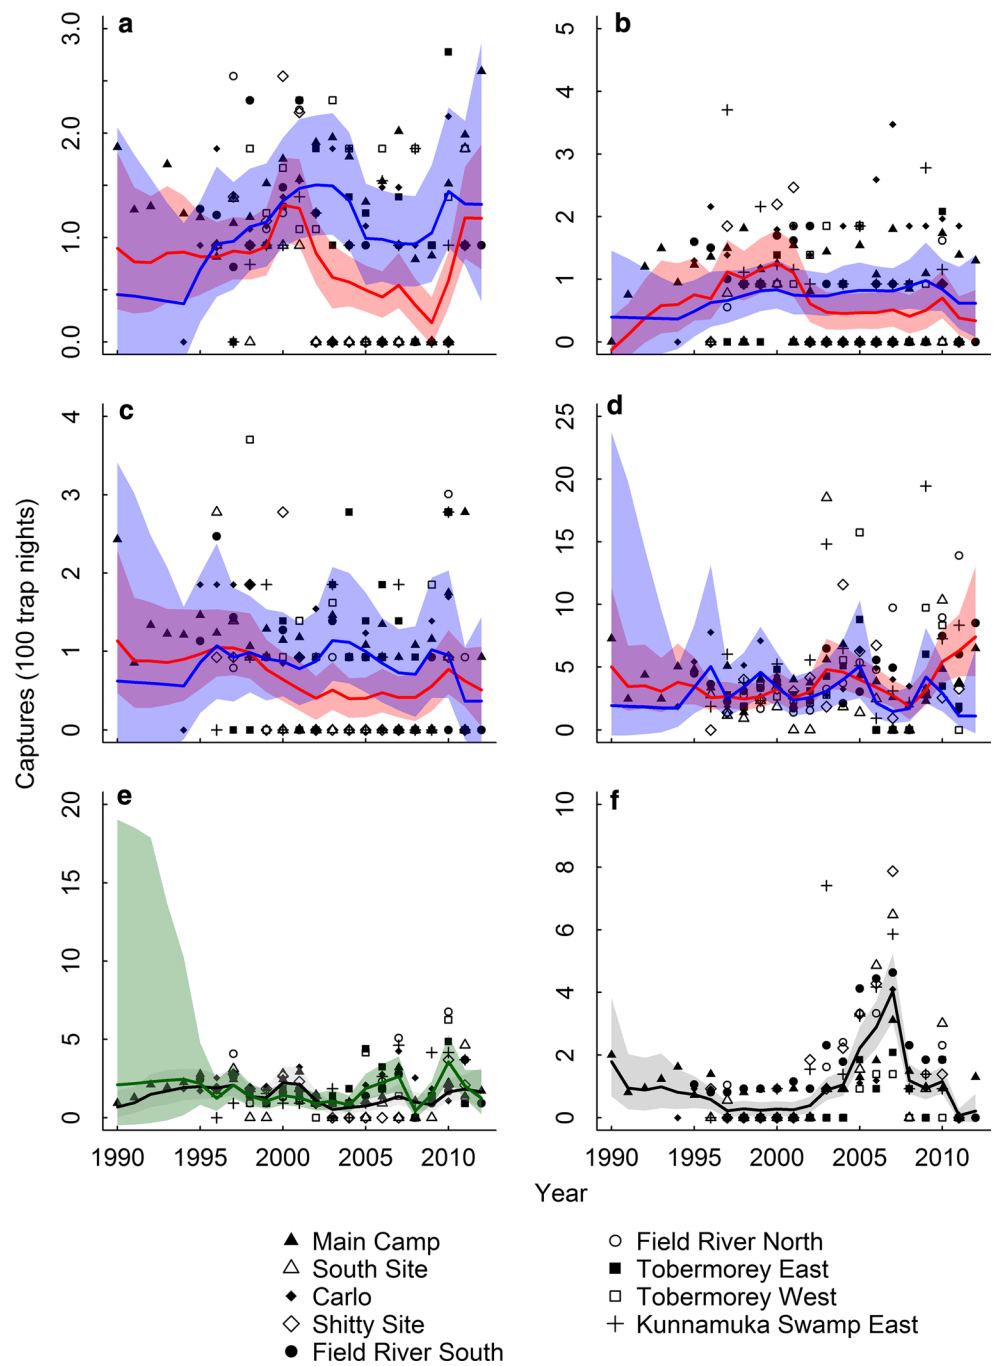 a
b
3.0
2.0
1.0
0.0
5
4
3
2
1
0
c
d
4
3
2
1
0
25
20
15
10
5
0
Captures (100 trap nights)
e
f
20
15
10
5
0
10
8
6
4
2
0
1990 1995 2000 2005 2010
1990 1995 2000 2005 2010
Year
Main Camp
South Site
Carlo
Shitty Site
Field River South
Field River North
Tobermorey East
Tobermorey West
Kunnamuka Swamp East